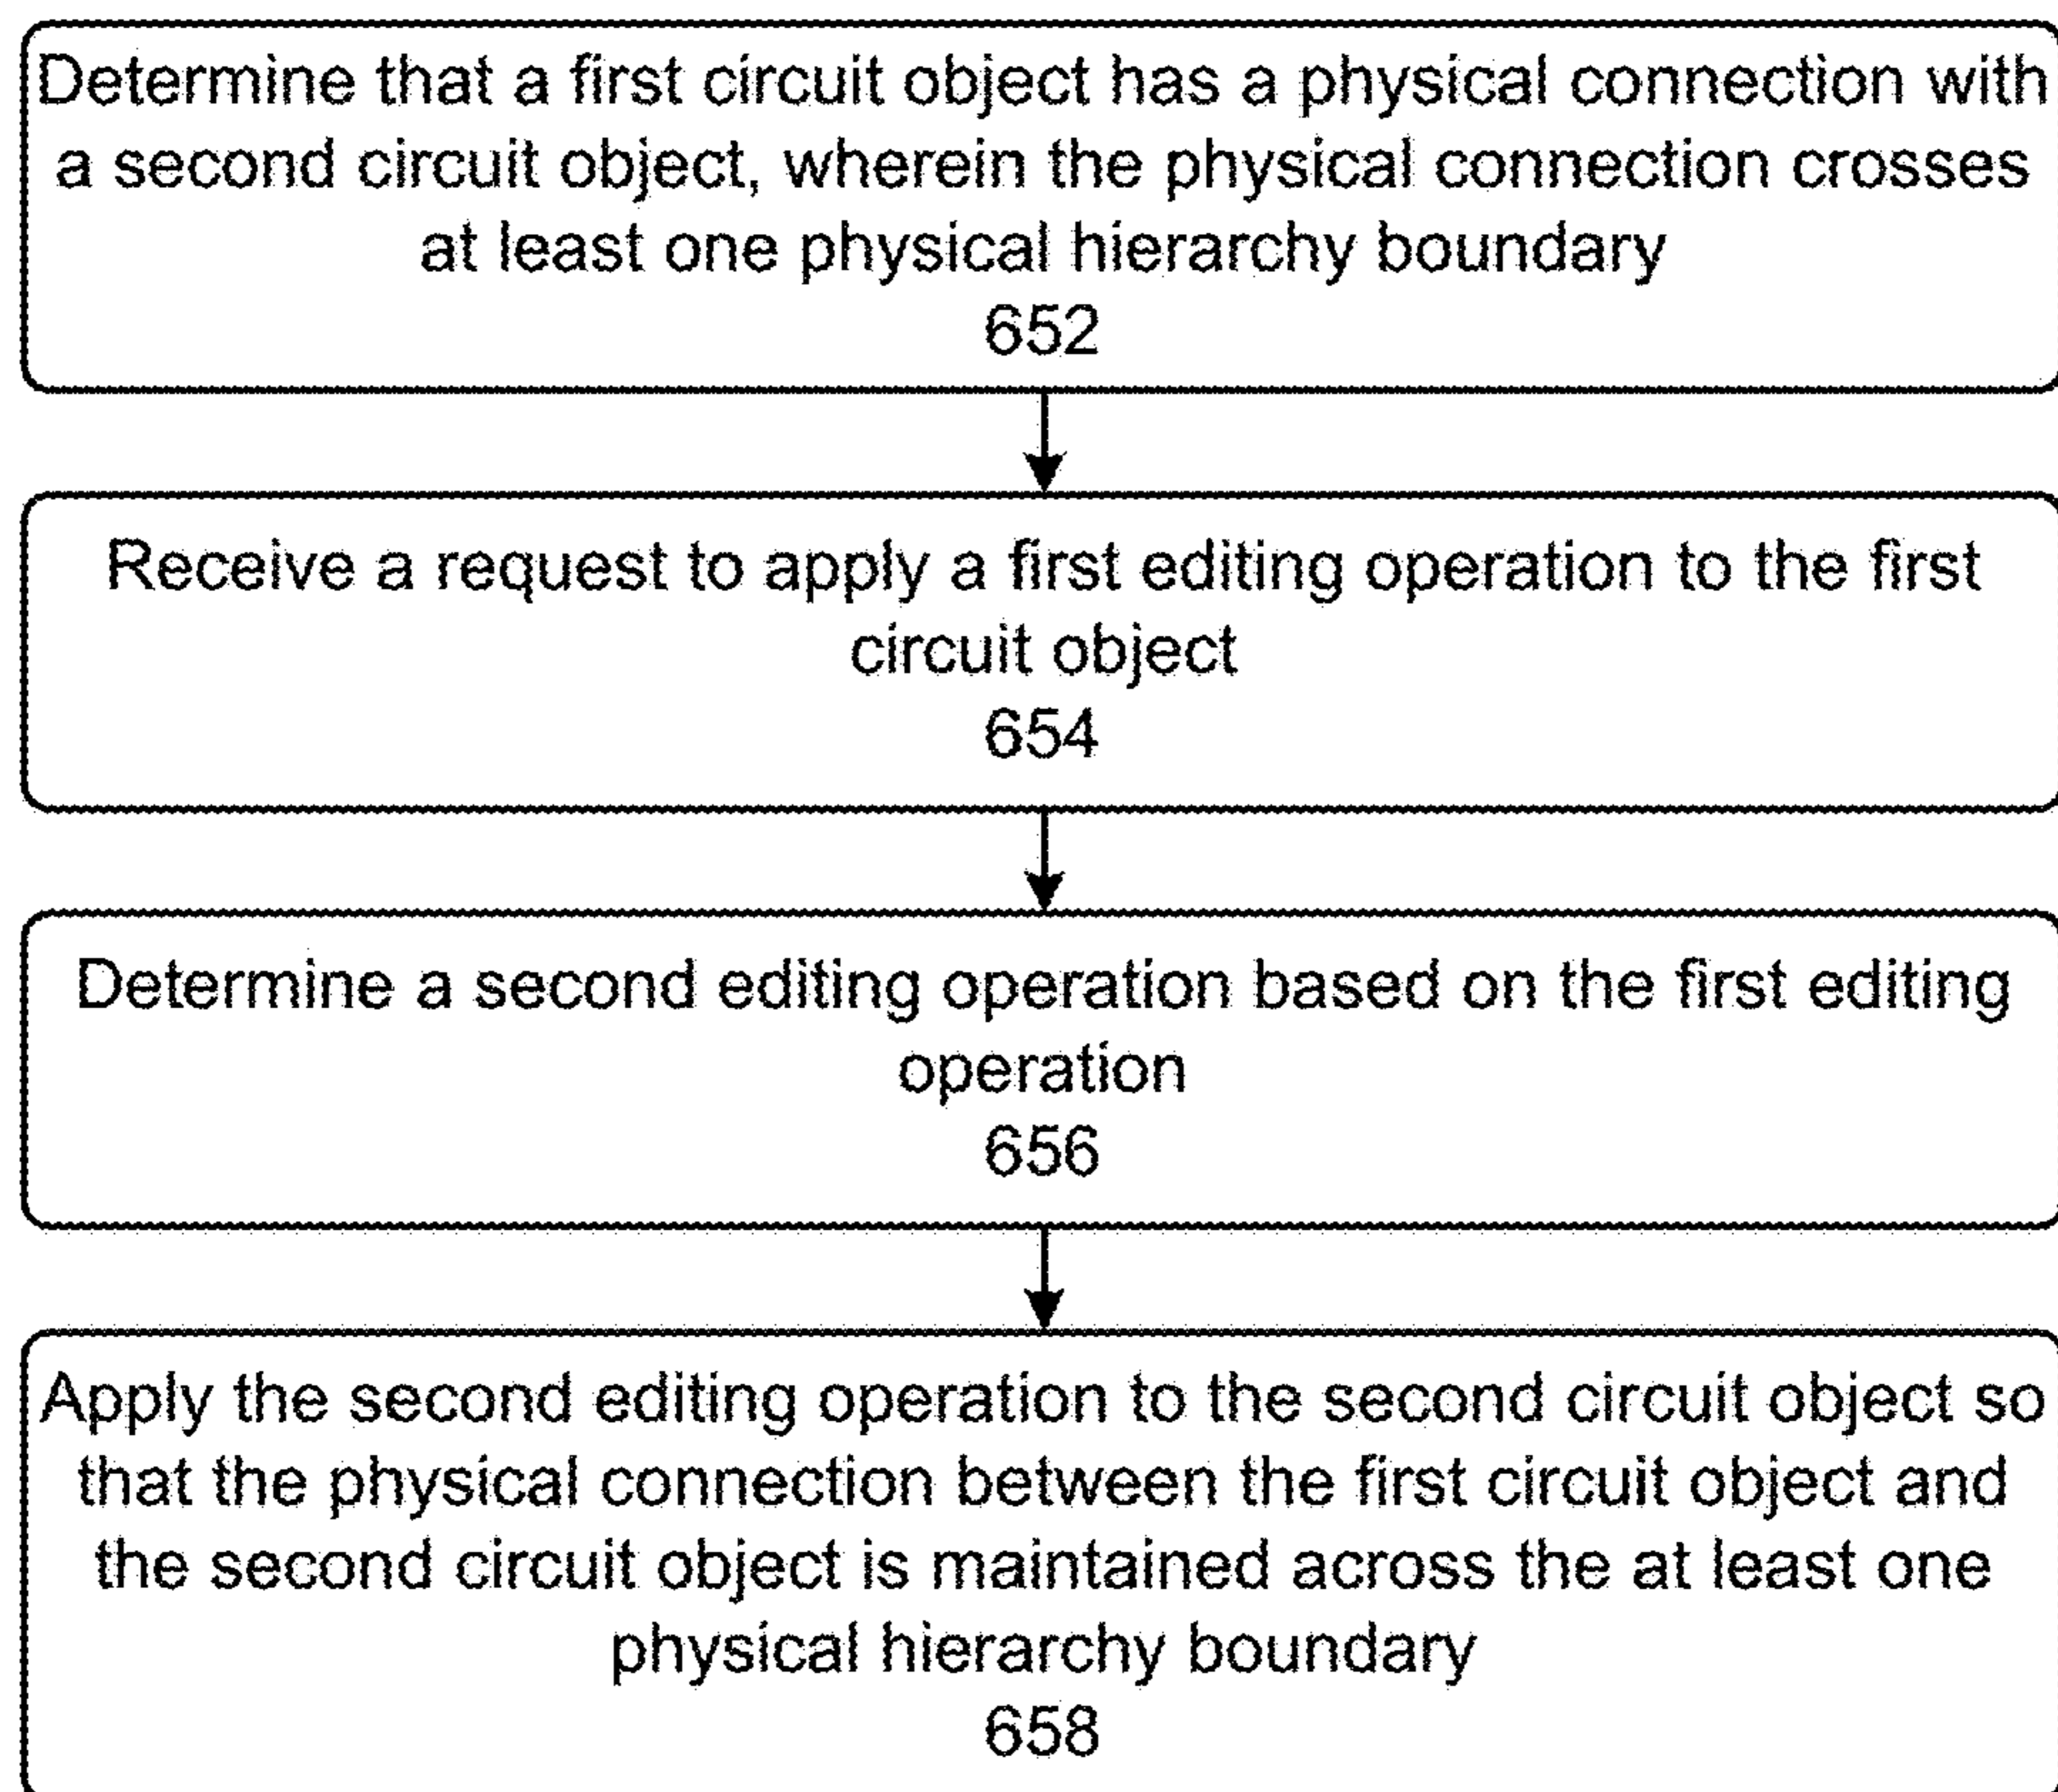 Determine that a first circuit object has a physical connection with
a second circuit object, wherein the physical connection crosses
at least one physical hierarchy boundary
652
Receive a request to apply a first editing operation to the first
circuit object
654
Determine a second editing operation based on the first editing
operation
656
Apply the second editing operation to the second circuit object so
that the physical connection between the first circuit object and
the second circuit object is maintained across the at least one
physical hierarchy boundary
658